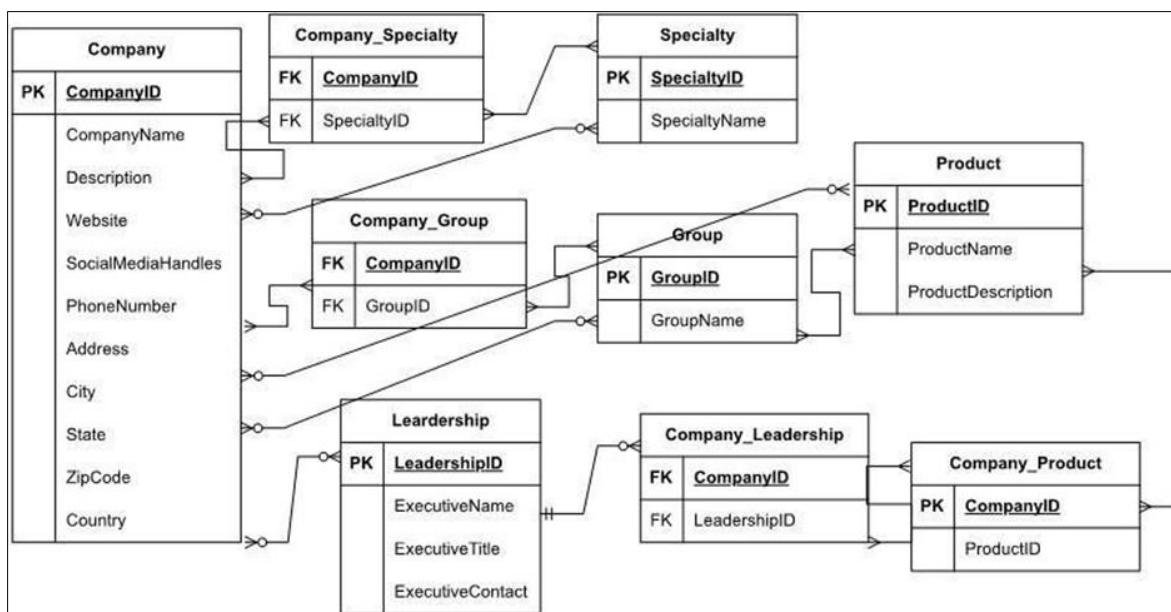 Company
PK CompanyID
CompanyName
Description
Website
SocialMediaHandles
PhoneNumber
Address
City
State
ZipCode
Country
Company_Specialty
FK CompanyID
FK SpecialtyID
Specialty
PK SpecialtyID
SpecialtyName
Company_Group
FK CompanyID
FK GroupID
Group
PK GroupID
GroupName
Product
PK ProductID
ProductName
ProductDescription
Leardership
PK LeadershipID
ExecutiveName
ExecutiveTitle
ExecutiveContact
Company_Leadership
FK CompanyID
FK LeadershipID
Company_Product
PK CompanyID
ProductID